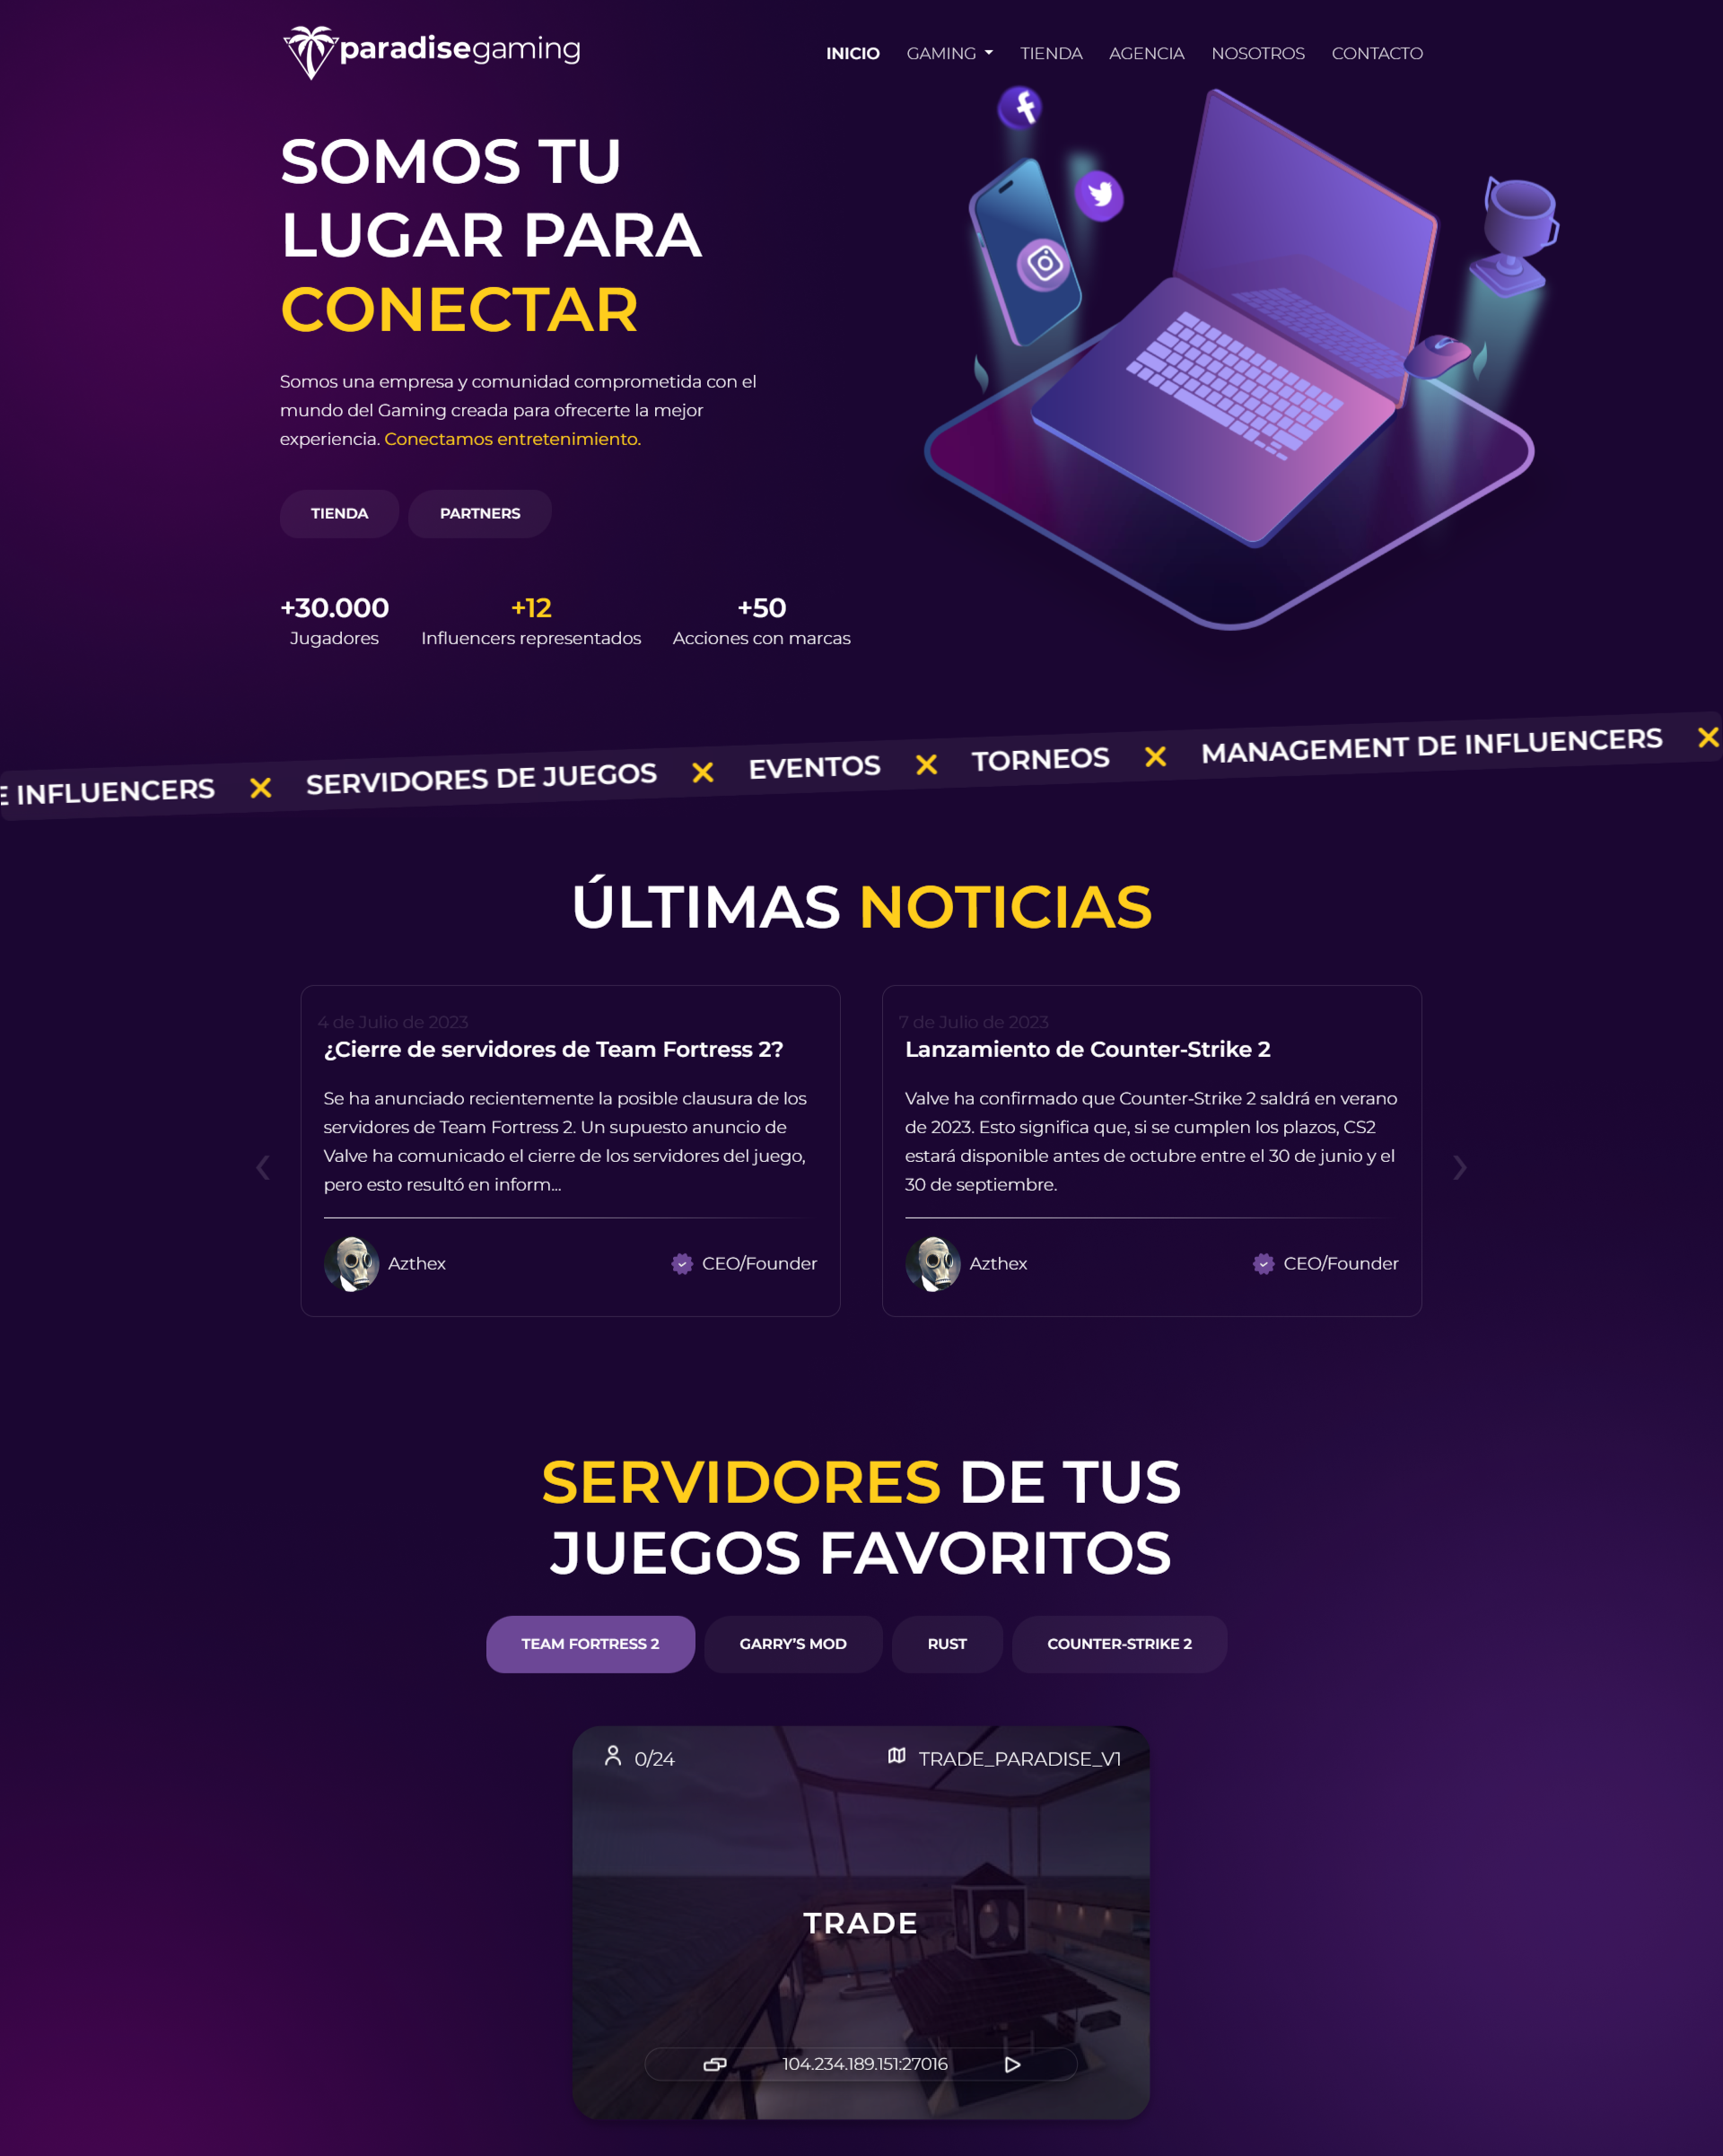 paradisegaming
INICIO GAMING TIENDA AGENCIA NOSOTROS CONTACTO
SOMOS TU
LUGAR PARA
CONECTAR
Somos una empresa y comunidad comprometida con el
mundo del Gaming creada para ofrecerte la mejor
experiencia. Conectamos entretenimiento.
TIENDA PARTNERS
+30.000 +12 +50
Jugadores Influencers representados Acciones con marcas
E INFLUENCERS SERVIDORES DE JUEGOS EVENTOS TORNEOS MANAGEMENT DE INFLUENCERS
ÚLTIMAS NOTICIAS
4 de Julio de 2023
¿Cierre de servidores de Team Fortress 2?
Se ha anunciado recientemente la posible clausura de los
servidores de Team Fortress 2. Un supuesto anuncio de
Valve ha comunicado el cierre de los servidores del juego,
pero esto resultó en inform...
Azthex CEO/Founder
7 de Julio de 2023
Lanzamiento de Counter-Strike 2
Valve ha confirmado que Counter-Strike 2 saldrá en verano
de 2023. Esto significa que, si se cumplen los plazos, CS2
estará disponible antes de octubre entre el 30 de junio y el
30 de septiembre.
Azthex CEO/Founder
SERVIDORES DE TUS
JUEGOS FAVORITOS
TEAM FORTRESS 2 GARRY'S MOD RUST COUNTER-STRIKE 2
0/24 TRADE_PARADISE_V1
TRADE
104.234.189.151:27016